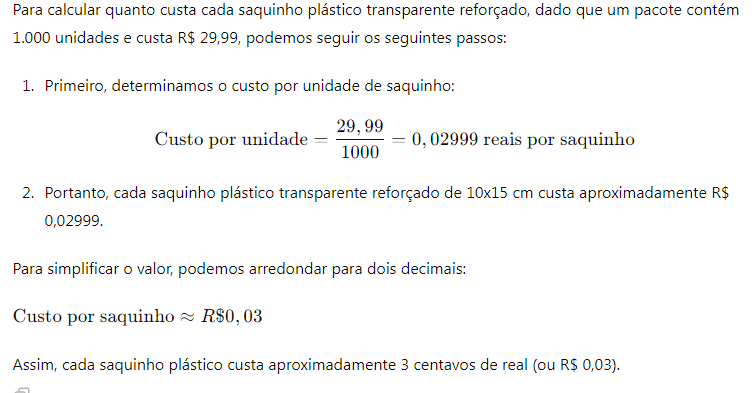 Para calcular quanto custa cada saquinho plástico transparente reforçado, dado que um pacote contém
1.000 unidades e custa R$ 29,99, podemos seguir os seguintes passos:
1. Primeiro, determinamos o custo por unidade de saquinho:
Custo por unidade = 29,99/1000 = 0,02999 reais por saquinho
2. Portanto, cada saquinho plástico transparente reforçado de 10x15 cm custa aproximadamente R$
0,02999.
Para simplificar o valor, podemos arredondar para dois decimais:
Custo por saquinho ≈ R$0,03
Assim, cada saquinho plástico custa aproximadamente 3 centavos de real (ou R$ 0,03).